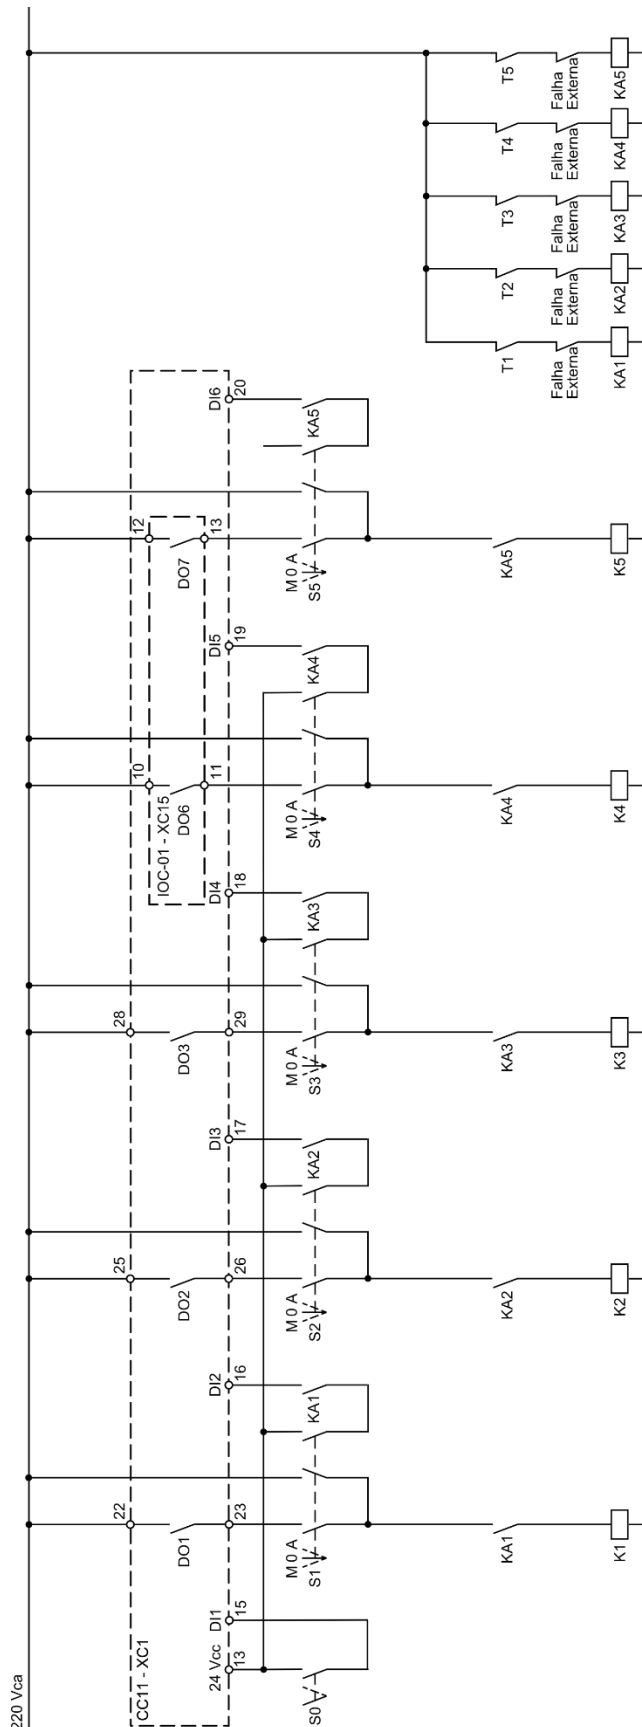 220 Vca
CC11 - XC1
24 Vcc
13
DI1
15
S0
22
DO1
23
M 0 A
S1
DI2
16
KA1
KA1
K1
25
DO2
26
M 0 A
S2
DI3
17
KA2
KA2
K2
28
DO3
29
M 0 A
S3
DI4
18
KA3
KA3
K3
IOC-01 - XC15
10
DO6
11
M 0 A
S4
DI5
19
KA4
KA4
K4
12
DO7
13
M 0 A
S5
DI6
20
KA5
KA5
K5
T1
Falha
Externa
KA1
T2
Falha
Externa
KA2
T3
Falha
Externa
KA3
T4
Falha
Externa
KA4
T5
Falha
Externa
KA5